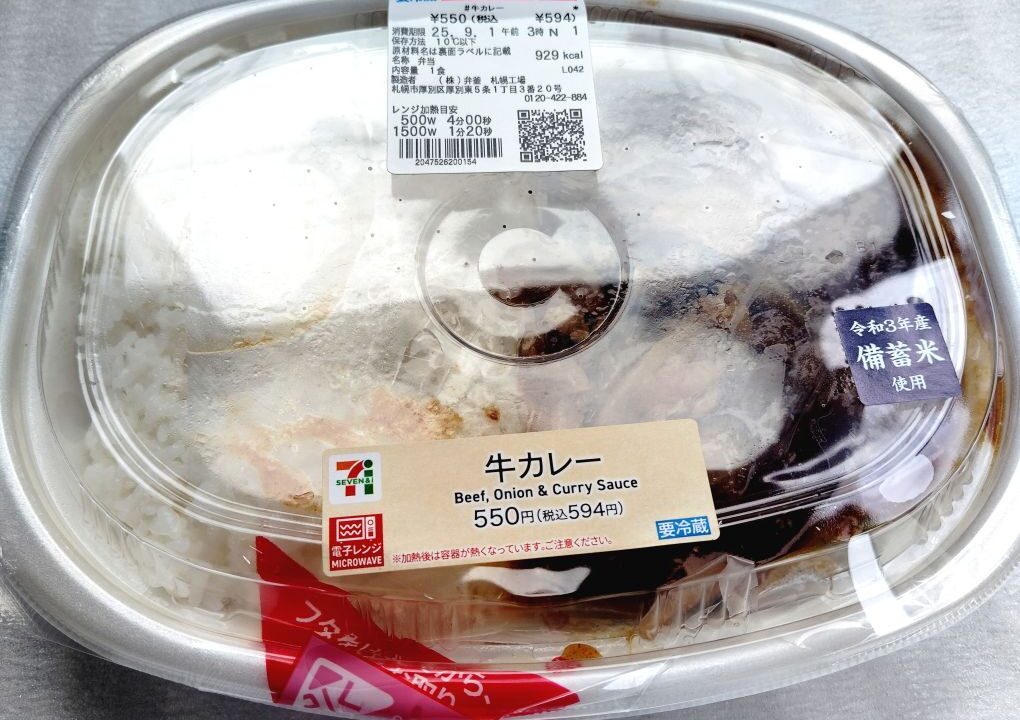 #牛カレー *
¥550 (税込 ¥594)
消費期限 25. 9. 1 午前 3時 N 1
保存方法 10℃以下
原材料名は裏面ラベルに記載
929 kcal
名称 弁当
内容量 1食 L042
製造者 (株)弁釜 札幌工場
札幌市厚別区厚別東5条1丁目3番20号
0120-422-884
レンジ加熱目安
500W 4分00秒
1500W 1分20秒
2047526200154
令和3年産
備蓄米
使用
7i
SEVEN&i
牛カレー
Beef, Onion & Curry Sauce
550円(税込594円)
要冷蔵
電子レンジ
MICROWAVE
※加熱後は容器が熱くなっています。ご注意ください。
フタ
から、